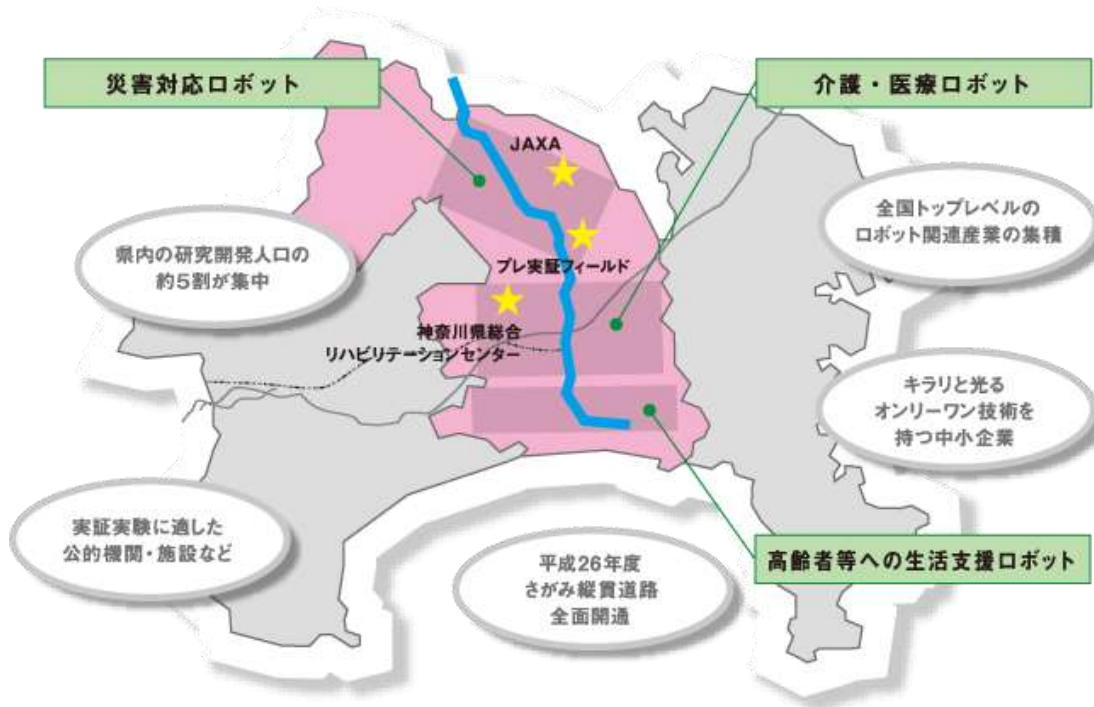 災害対応ロボット
介護・医療ロボット
JAXA
全国トップレベルの
ロボット関連産業の集積
県内の研究開発人口の
約5割が集中
プレ実証フィールド
神奈川県総合
リハビリテーションセンター
キラリと光る
オンリーワン技術を
持つ中小企業
実証実験に適した
公的機関・施設など
平成26年度
さがみ縦貫道路
全面開通
高齢者等への生活支援ロボット